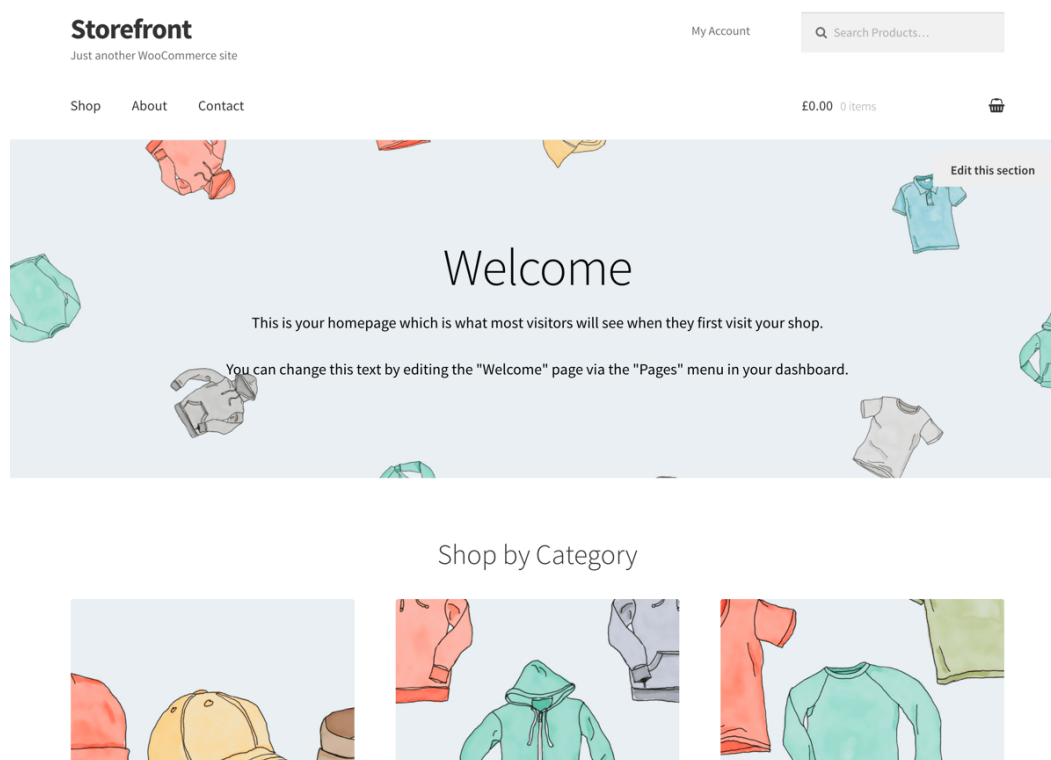 Storefront
Just another WooCommerce site
My Account
Search Products…
Shop About Contact
£0.00 0 items
Edit this section
Welcome
This is your homepage which is what most visitors will see when they first visit your shop.
You can change this text by editing the "Welcome" page via the "Pages" menu in your dashboard.
Shop by Category